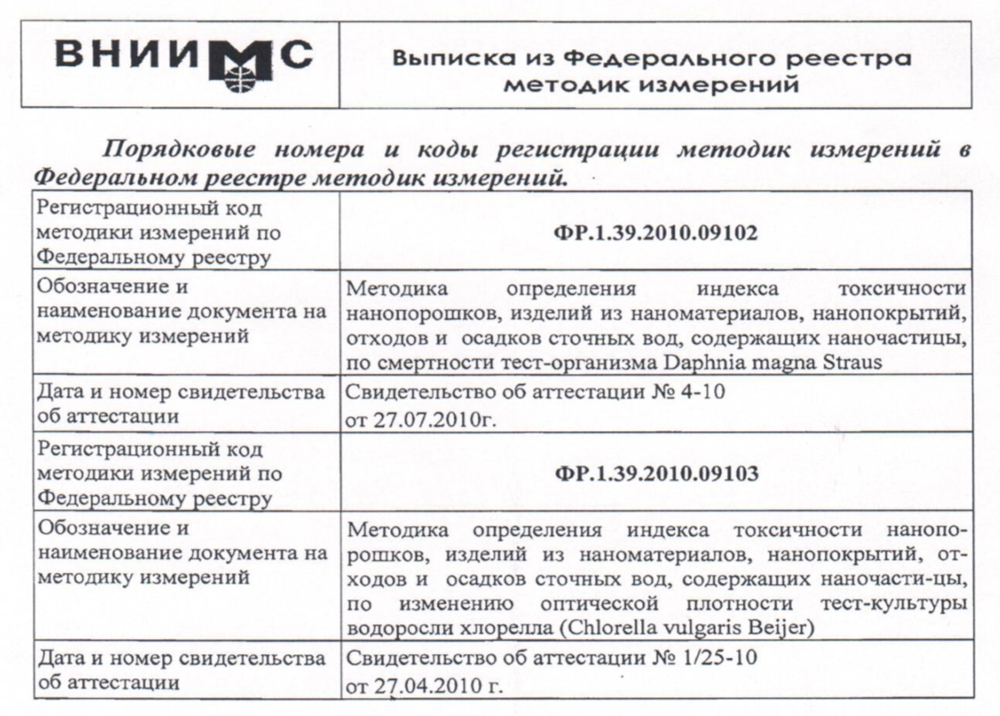 ВНИИМС
Выписка из Федерального реестра
методик измерений
Порядковые номера и коды регистрации методик измерений в
Федеральном реестре методик измерений.
Регистрационный код
методики измерений по
Федеральному реестру
ФР.1.39.2010.09102
Обозначение и
наименование документа на
методику измерений
Методика определения индекса токсичности
нанопорошков, изделий из наноматериалов, нанопокрытий,
отходов и осадков сточных вод, содержащих наночастицы,
по смертности тест-организма Daphnia magna Straus
Дата и номер свидетельства
об аттестации
Свидетельство об аттестации № 4-10
от 27.07.2010г.
Регистрационный код
методики измерений по
Федеральному реестру
ФР.1.39.2010.09103
Обозначение и
наименование документа на
методику измерений
Методика определения индекса токсичности нанопо-
рошков, изделий из наноматериалов, нанопокрытий, от-
ходов и осадков сточных вод, содержащих наночасти-цы,
по изменению оптической плотности тест-культуры
водоросли хлорелла (Chlorella vulgaris Beijer)
Дата и номер свидетельства
об аттестации
Свидетельство об аттестации № 1/25-10
от 27.04.2010 г.